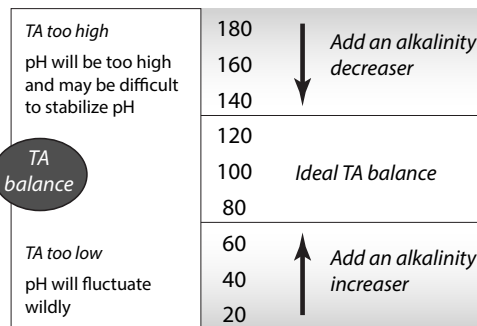 TA too high
pH will be too high
and may be difficult
to stabilize pH
TA
balance
TA too low
pH will fluctuate
wildly
180
160
140
120
100
80
60
40
20
Add an alkalinity
decreaser
Ideal TA balance
Add an alkalinity
increaser